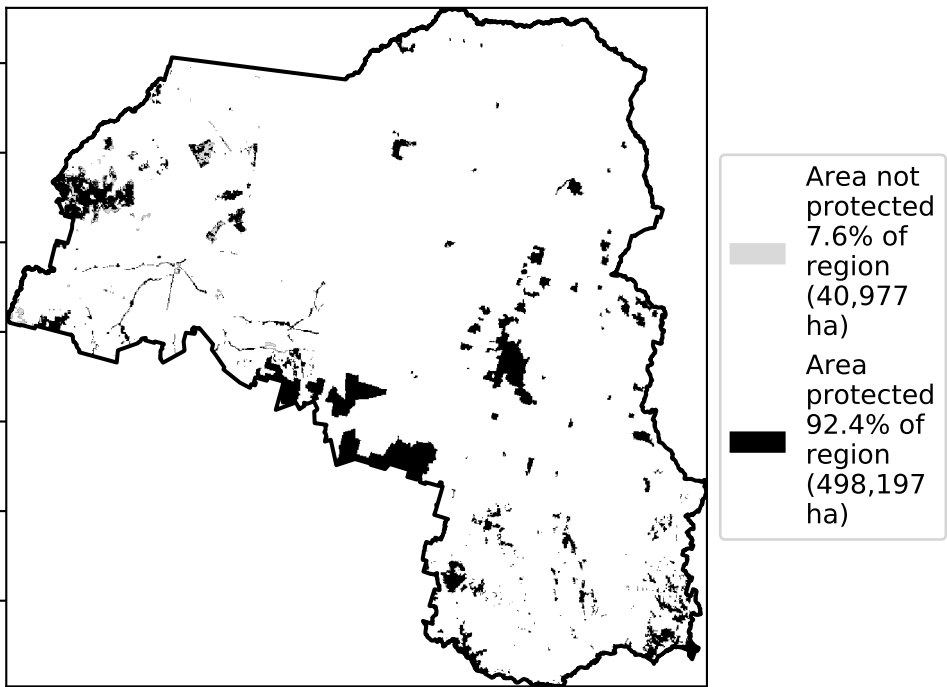 Area not
protected
7.6% of
region
(40,977
ha)
Area
protected
92.4% of
region
(498,197
ha)